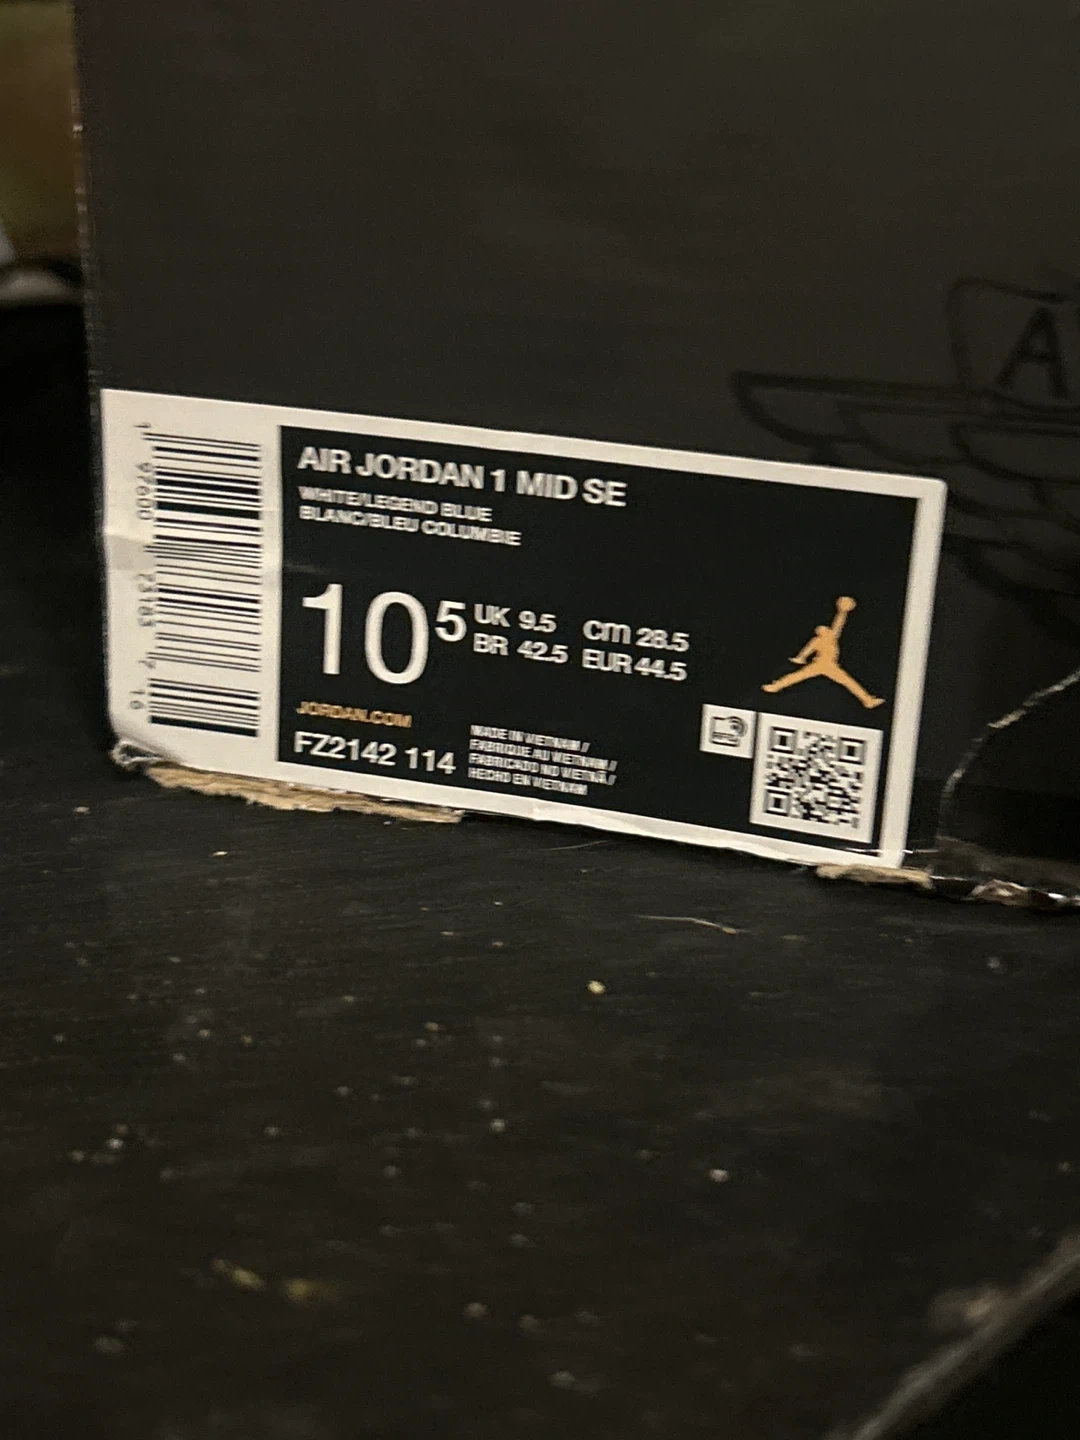 AIR JORDAN 1 MID SE
WHITE/LEGEND BLUE
BLANC/BLEU COLUMBIE
10 5
UK 9.5 cm 28.5
BR 42.5 EUR 44.5
JORDAN.COM
FZ2142 114
MADE IN VIETNAM /
FABRIQUE AU VIETNAM /
FABRICADO NO VIETNÃ /
HECHO EN VIETNAM
A